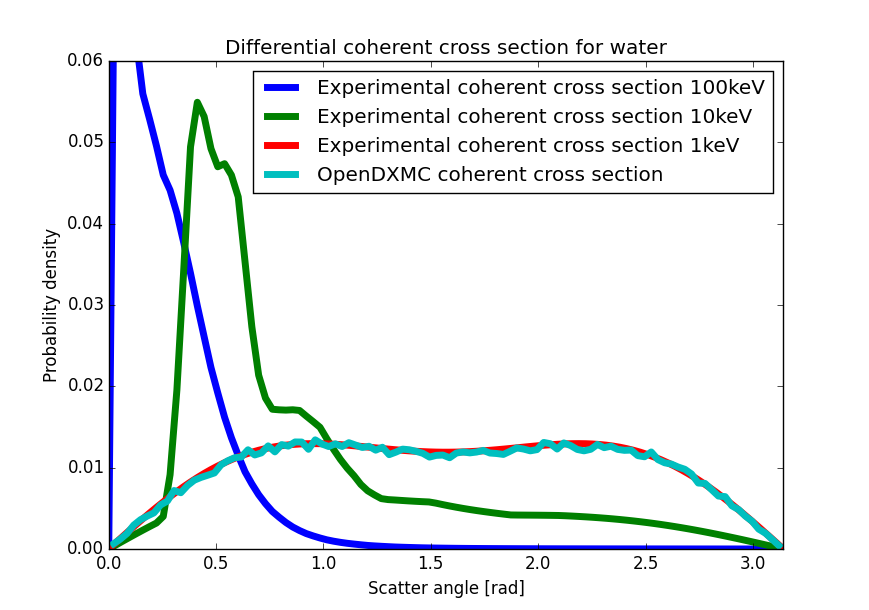 Differential coherent cross section for water
Experimental coherent cross section 100keV
Experimental coherent cross section 10keV
Experimental coherent cross section 1keV
OpenDXMC coherent cross section
Probability density
0.06
0.05
0.04
0.03
0.02
0.01
0.00
0.0 0.5 1.0 1.5 2.0 2.5 3.0
Scatter angle [rad]